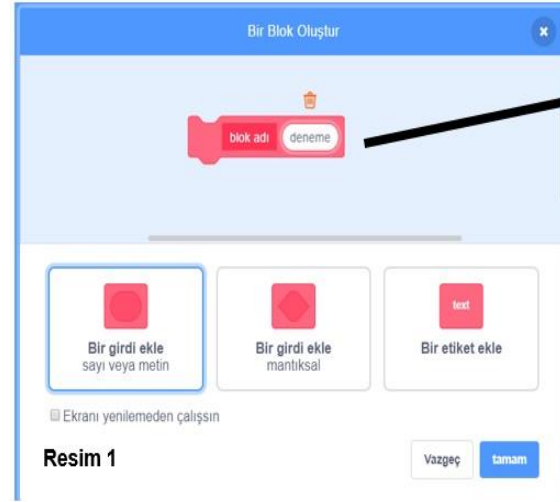 Bir Blok Oluştur
blok adı deneme
text
Bir girdi ekle
sayı veya metin
Bir girdi ekle
mantıksal
Bir etiket ekle
Ekranı yenilemeden çalışsın
Resim 1
Vazgeç
tamam